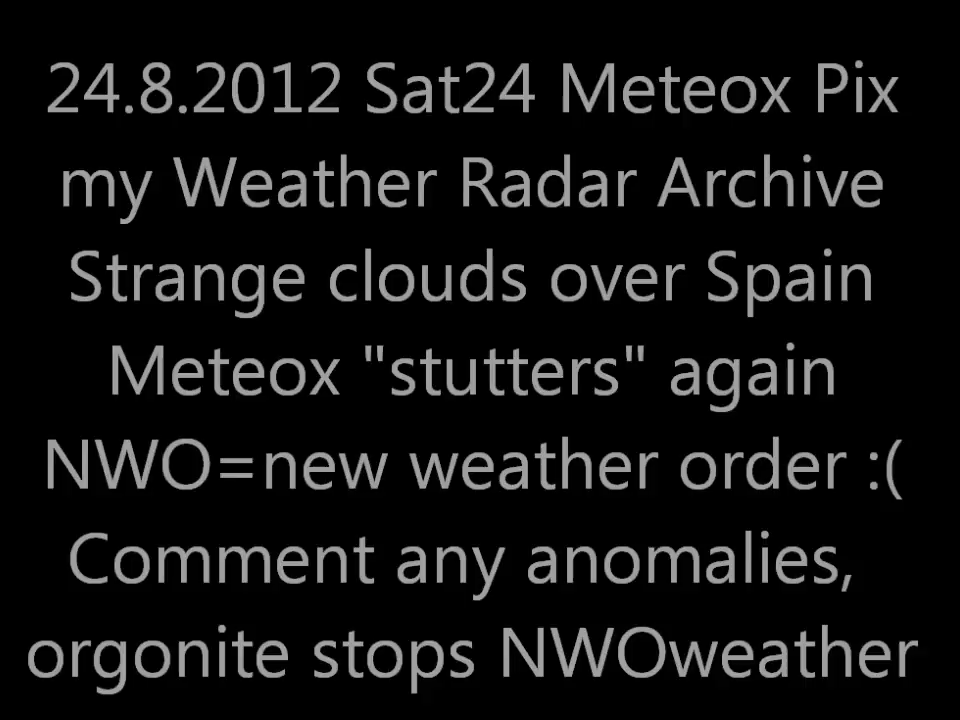 24.8.2012 Sat24 Meteox Pix
my Weather Radar Archive
Strange clouds over Spain
Meteox "stutters" again
NWO=new weather order :(
Comment any anomalies,
orgonite stops NWOweather